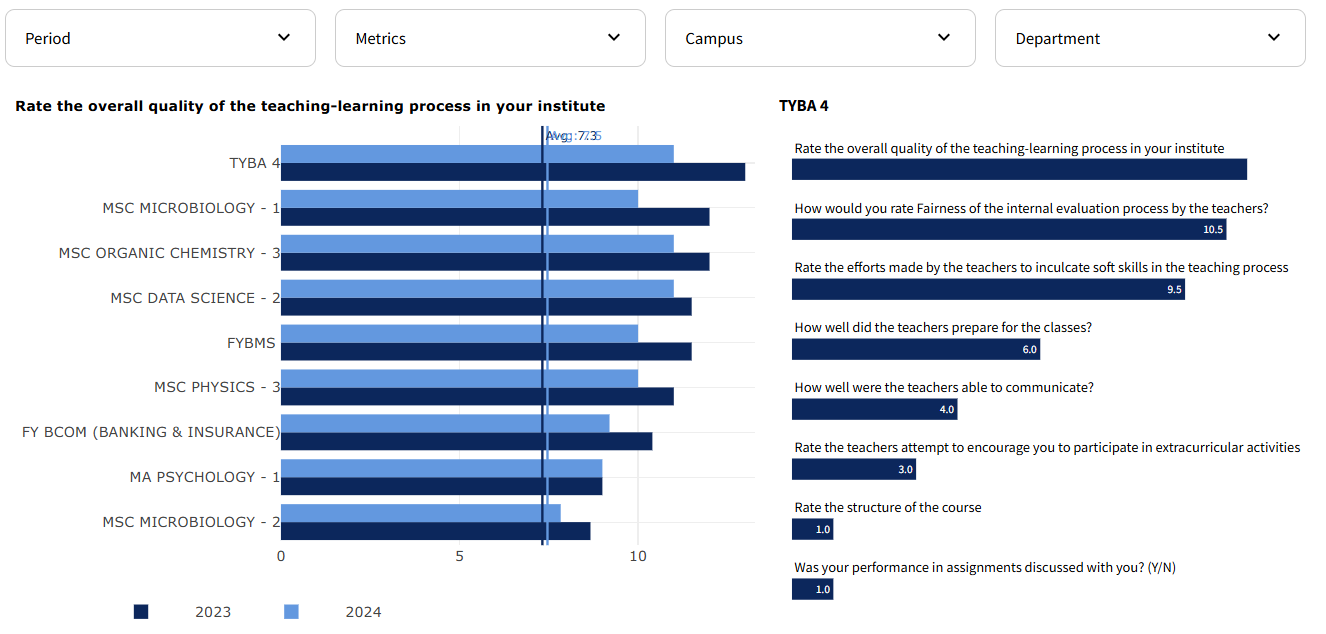 Period
Metrics
Campus
Department
Rate the overall quality of the teaching-learning process in your institute
Avg: 7.3
TYBA 4
MSC MICROBIOLOGY - 1
MSC ORGANIC CHEMISTRY - 3
MSC DATA SCIENCE - 2
FYBMS
MSC PHYSICS - 3
FY BCOM (BANKING & INSURANCE)
MA PSYCHOLOGY - 1
MSC MICROBIOLOGY - 2
0 5 10
2023 2024
TYBA 4
Rate the overall quality of the teaching-learning process in your institute
How would you rate Fairness of the internal evaluation process by the teachers?
10.5
Rate the efforts made by the teachers to inculcate soft skills in the teaching process
9.5
How well did the teachers prepare for the classes?
6.0
How well were the teachers able to communicate?
4.0
Rate the teachers attempt to encourage you to participate in extracurricular activities
3.0
Rate the structure of the course
1.0
Was your performance in assignments discussed with you? (Y/N)
1.0